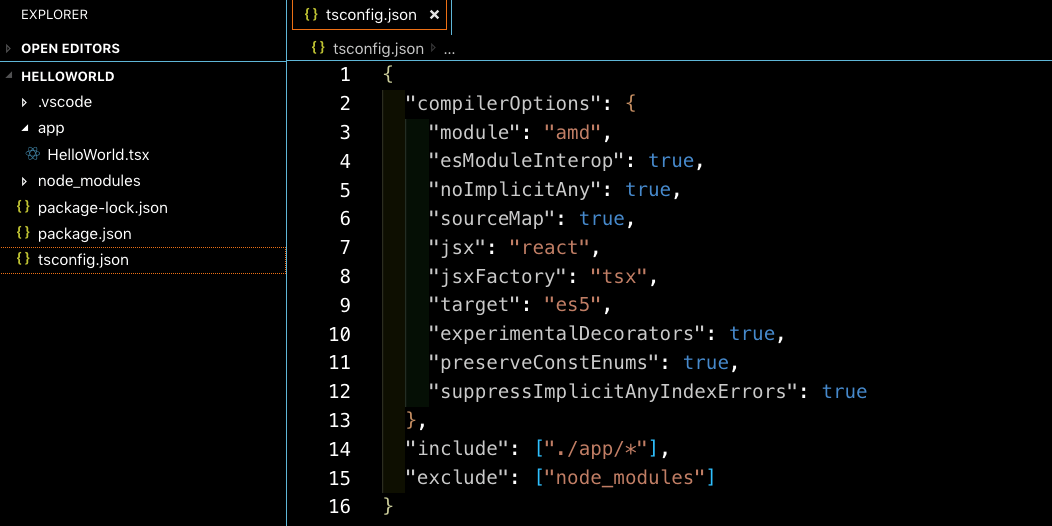 EXPLORER
OPEN EDITORS
HELLOWORLD
.vscode
app
HelloWorld.tsx
node_modules
{} package-lock.json
{} package.json
{} tsconfig.json
{} tsconfig.json ×
{} tsconfig.json ...
1 {
2 "compilerOptions": {
3 "module": "amd",
4 "esModuleInterop": true,
5 "noImplicitAny": true,
6 "sourceMap": true,
7 "jsx": "react",
8 "jsxFactory": "tsx",
9 "target": "es5",
10 "experimentalDecorators": true,
11 "preserveConstEnums": true,
12 "suppressImplicitAnyIndexErrors": true
13 },
14 "include": ["./app/*"],
15 "exclude": ["node_modules"]
16 }